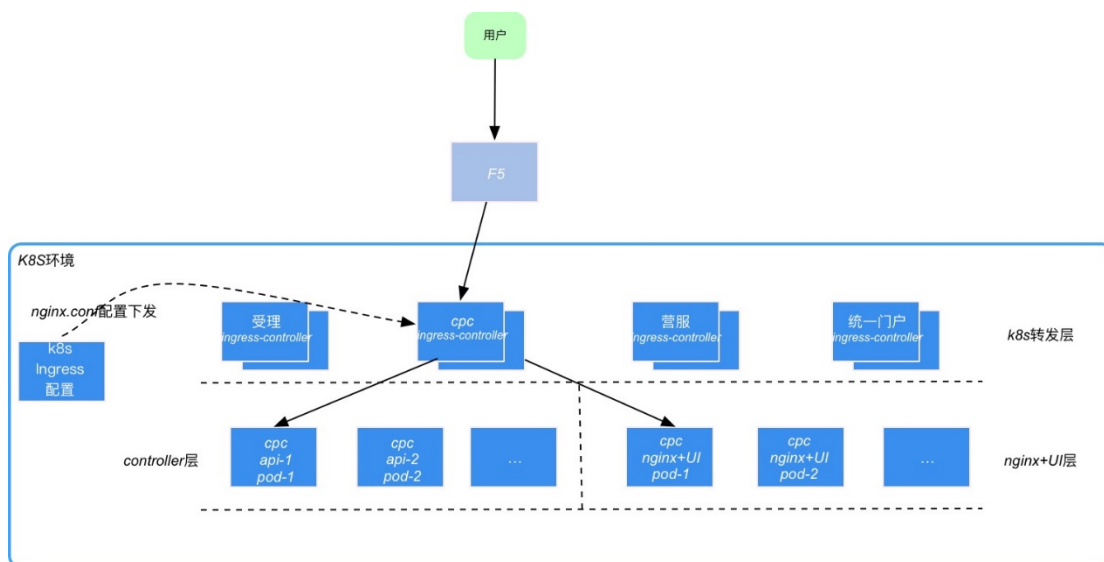 用户
F5
K8S环境
nginx.conf配置下发
k8s
Ingress
配置
受理
ingress-controller
cpc
ingress-controller
营服
ingress-controller
统一门户
ingress-controller
k8s转发层
controller层
cpc
api-1
pod-1
cpc
api-2
pod-2
...
cpc
nginx+UI
pod-1
cpc
nginx+UI
pod-2
...
nginx+UI层